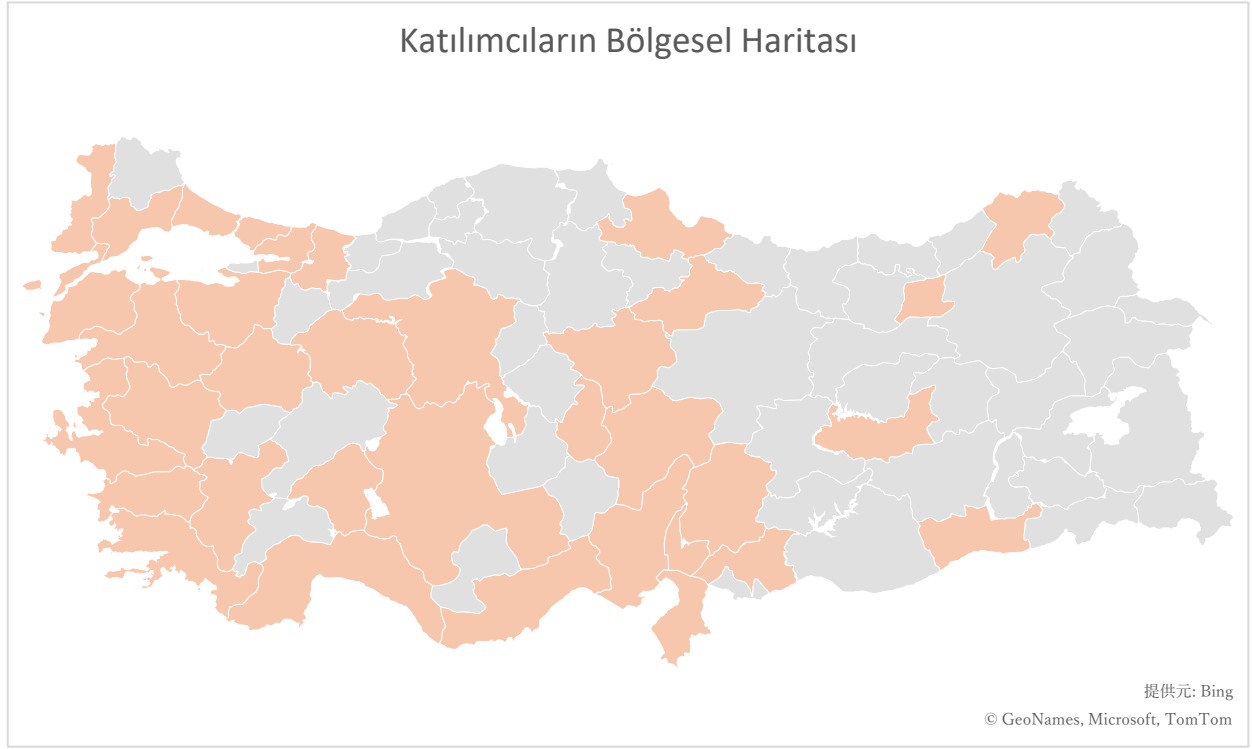 Katılımcıların Bölgesel Haritası
提供元: Bing
© GeoNames, Microsoft, TomTom